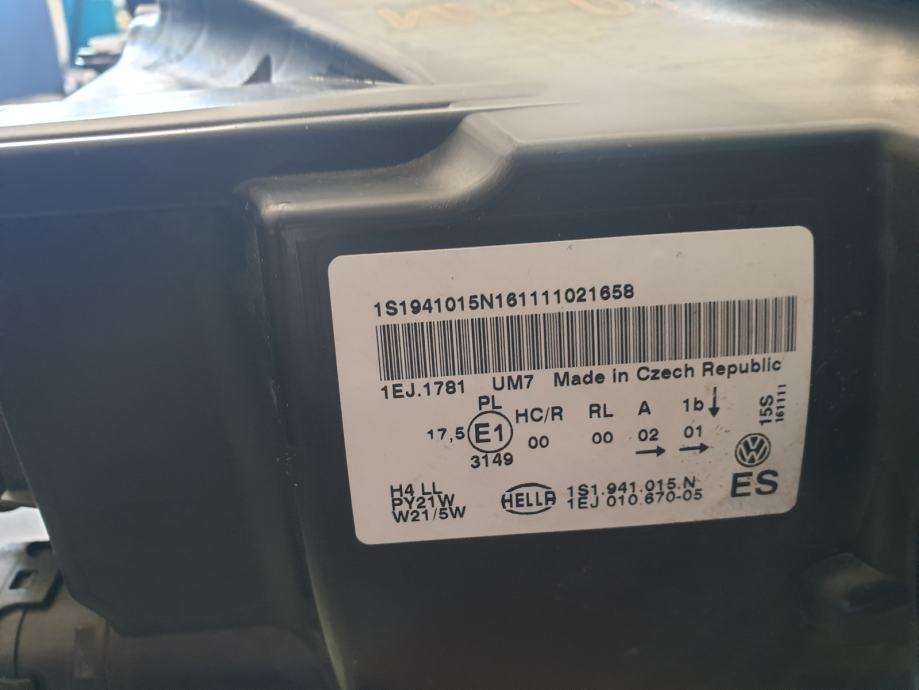 1S1941015N161111021658
1EJ.1781 UM7 Made in Czech Republic
PL HC/R RL A 1b↓
17,5 E1 00 00 02 01
3149 → →
15S
161111
H4 LL
PY21W
W21/5W
HELLA
1S1.941.015.N
1EJ 010.670-05
VW
ES